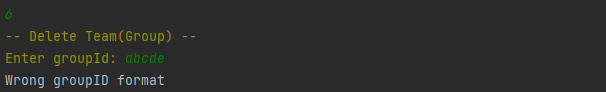 6
-- Delete Team(Group) --
Enter groupId: abcde
Wrong groupID format